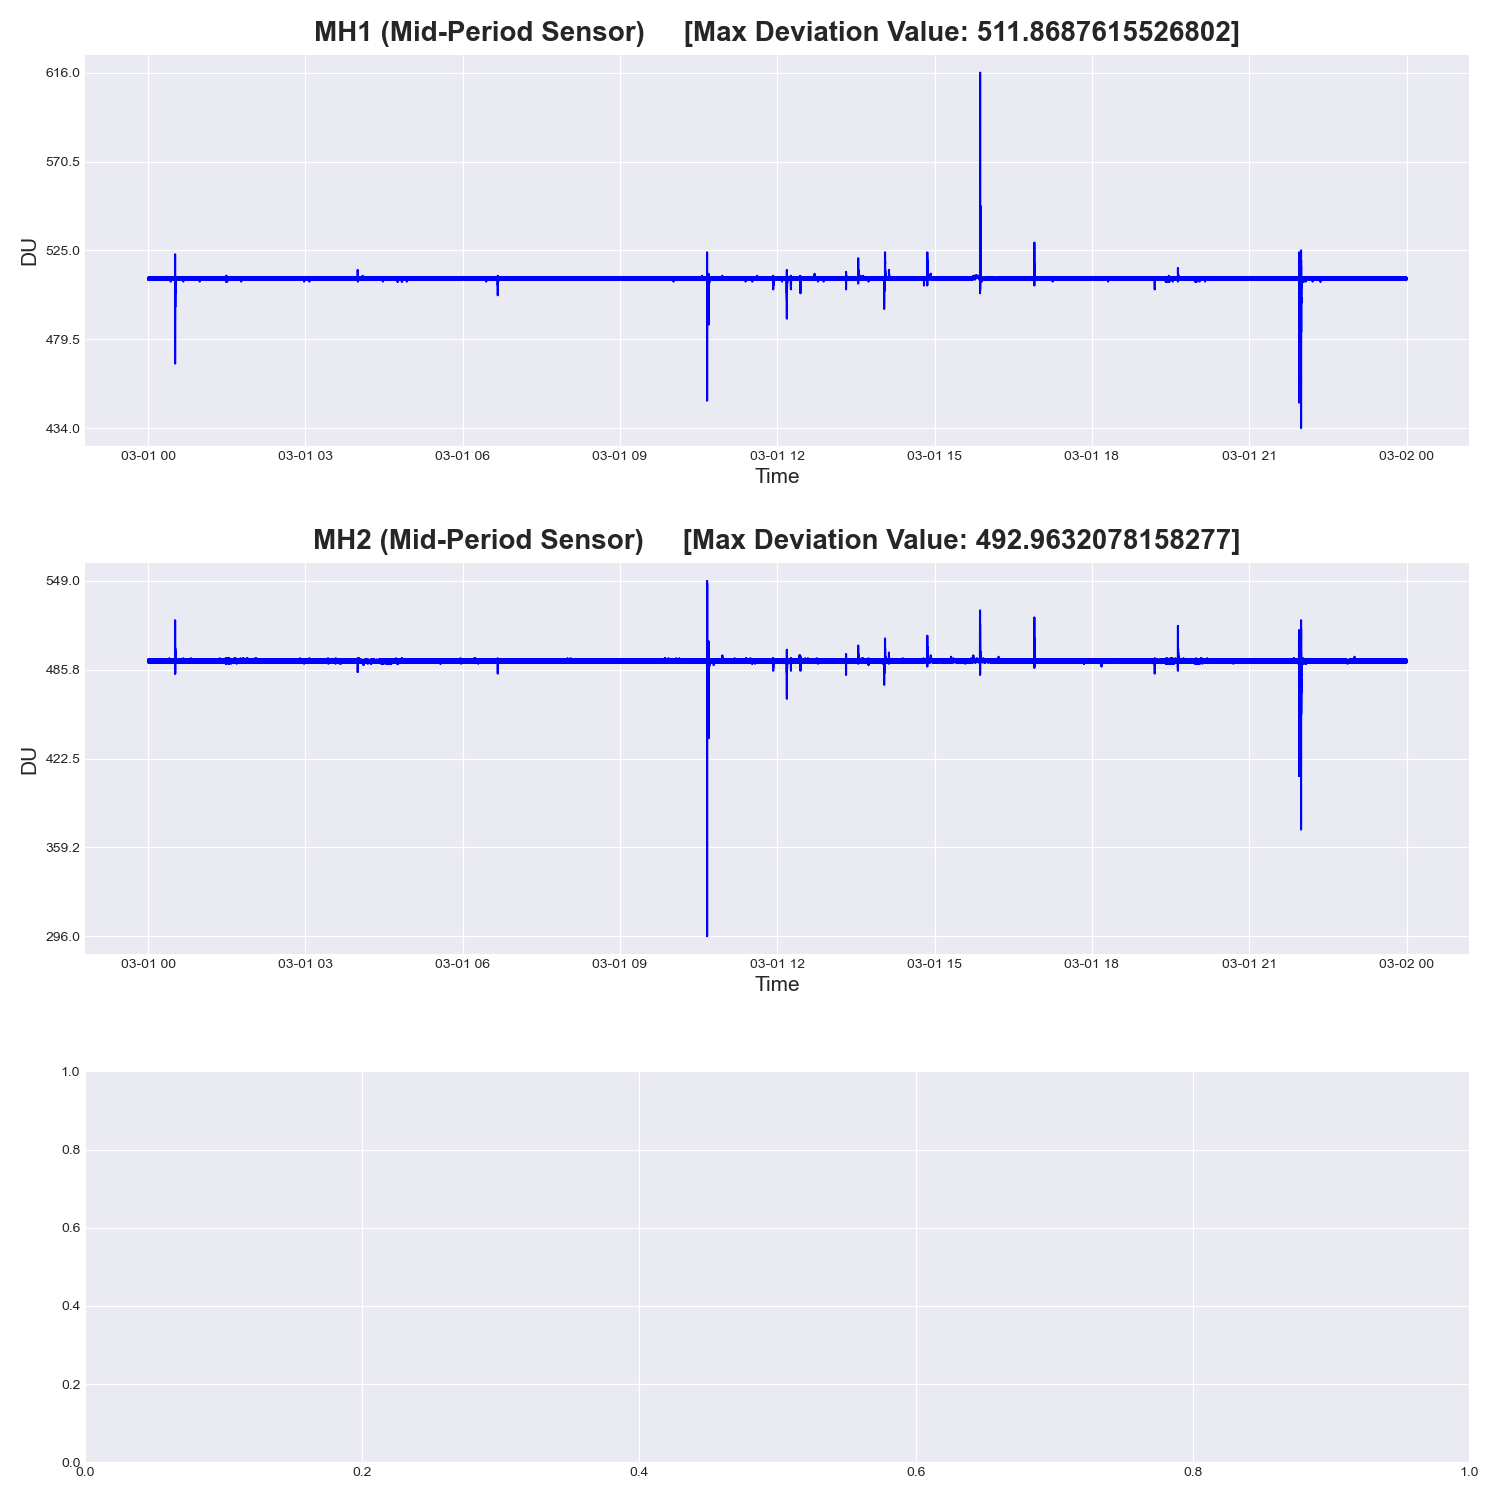 MH1 (Mid-Period Sensor) [Max Deviation Value: 511.8687615526802]
616.0
570.5
525.0
479.5
434.0
DU
03-01 00 03-01 03 03-01 06 03-01 09 03-01 12 03-01 15 03-01 18 03-01 21 03-02 00
Time
MH2 (Mid-Period Sensor) [Max Deviation Value: 492.9632078158277]
549.0
485.8
422.5
359.2
296.0
DU
03-01 00 03-01 03 03-01 06 03-01 09 03-01 12 03-01 15 03-01 18 03-01 21 03-02 00
Time
1.0
0.8
0.6
0.4
0.2
0.0
0.0 0.2 0.4 0.6 0.8 1.0